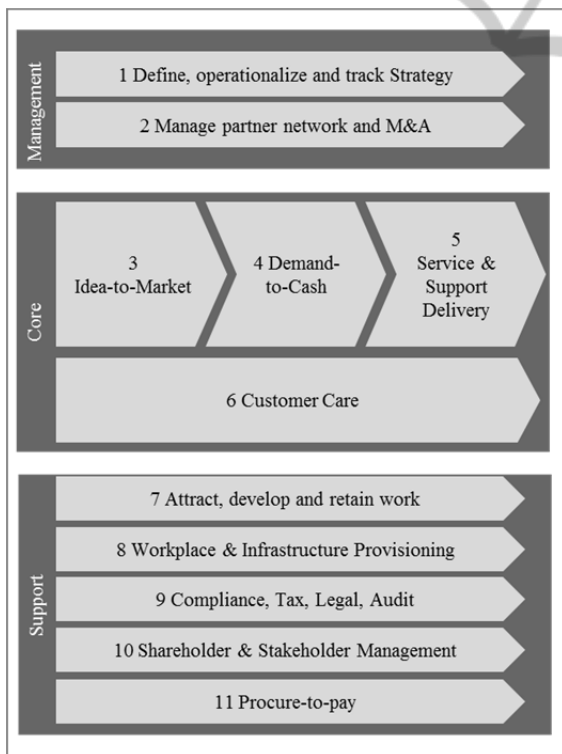 Management
1 Define, operationalize and track Strategy
2 Manage partner network and M&A
Core
3
Idea-to-Market
4 Demand-
to-Cash
5
Service &
Support
Delivery
6 Customer Care
Support
7 Attract, develop and retain work
8 Workplace & Infrastructure Provisioning
9 Compliance, Tax, Legal, Audit
10 Shareholder & Stakeholder Management
11 Procure-to-pay